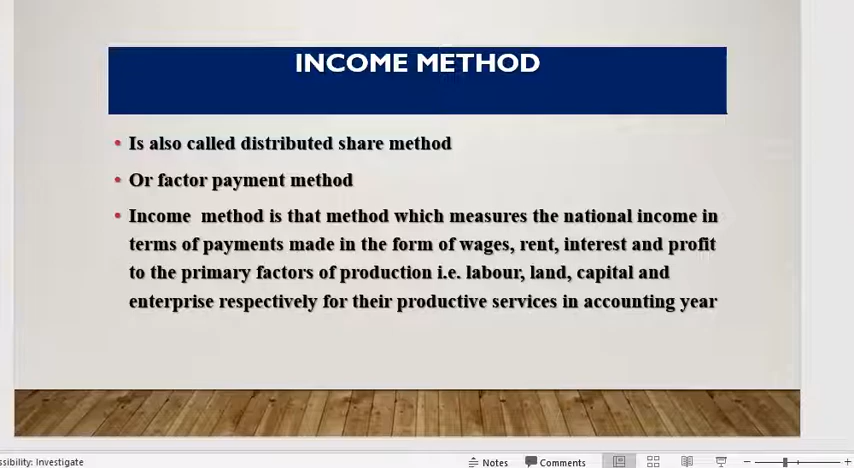 INCOME METHOD
• Is also called distributed share method
• Or factor payment method
• Income method is that method which measures the national income in
terms of payments made in the form of wages, rent, interest and profit
to the primary factors of production i.e. labour, land, capital and
enterprise respectively for their productive services in accounting year
ssibility: Investigate
Notes
Comments